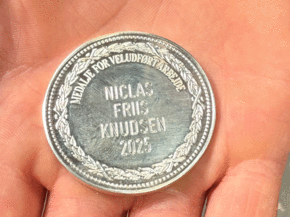 MEDALJE FOR VELUDFØRT ARBEJDE
NICLAS
FRIIS
KNUDSEN
2025